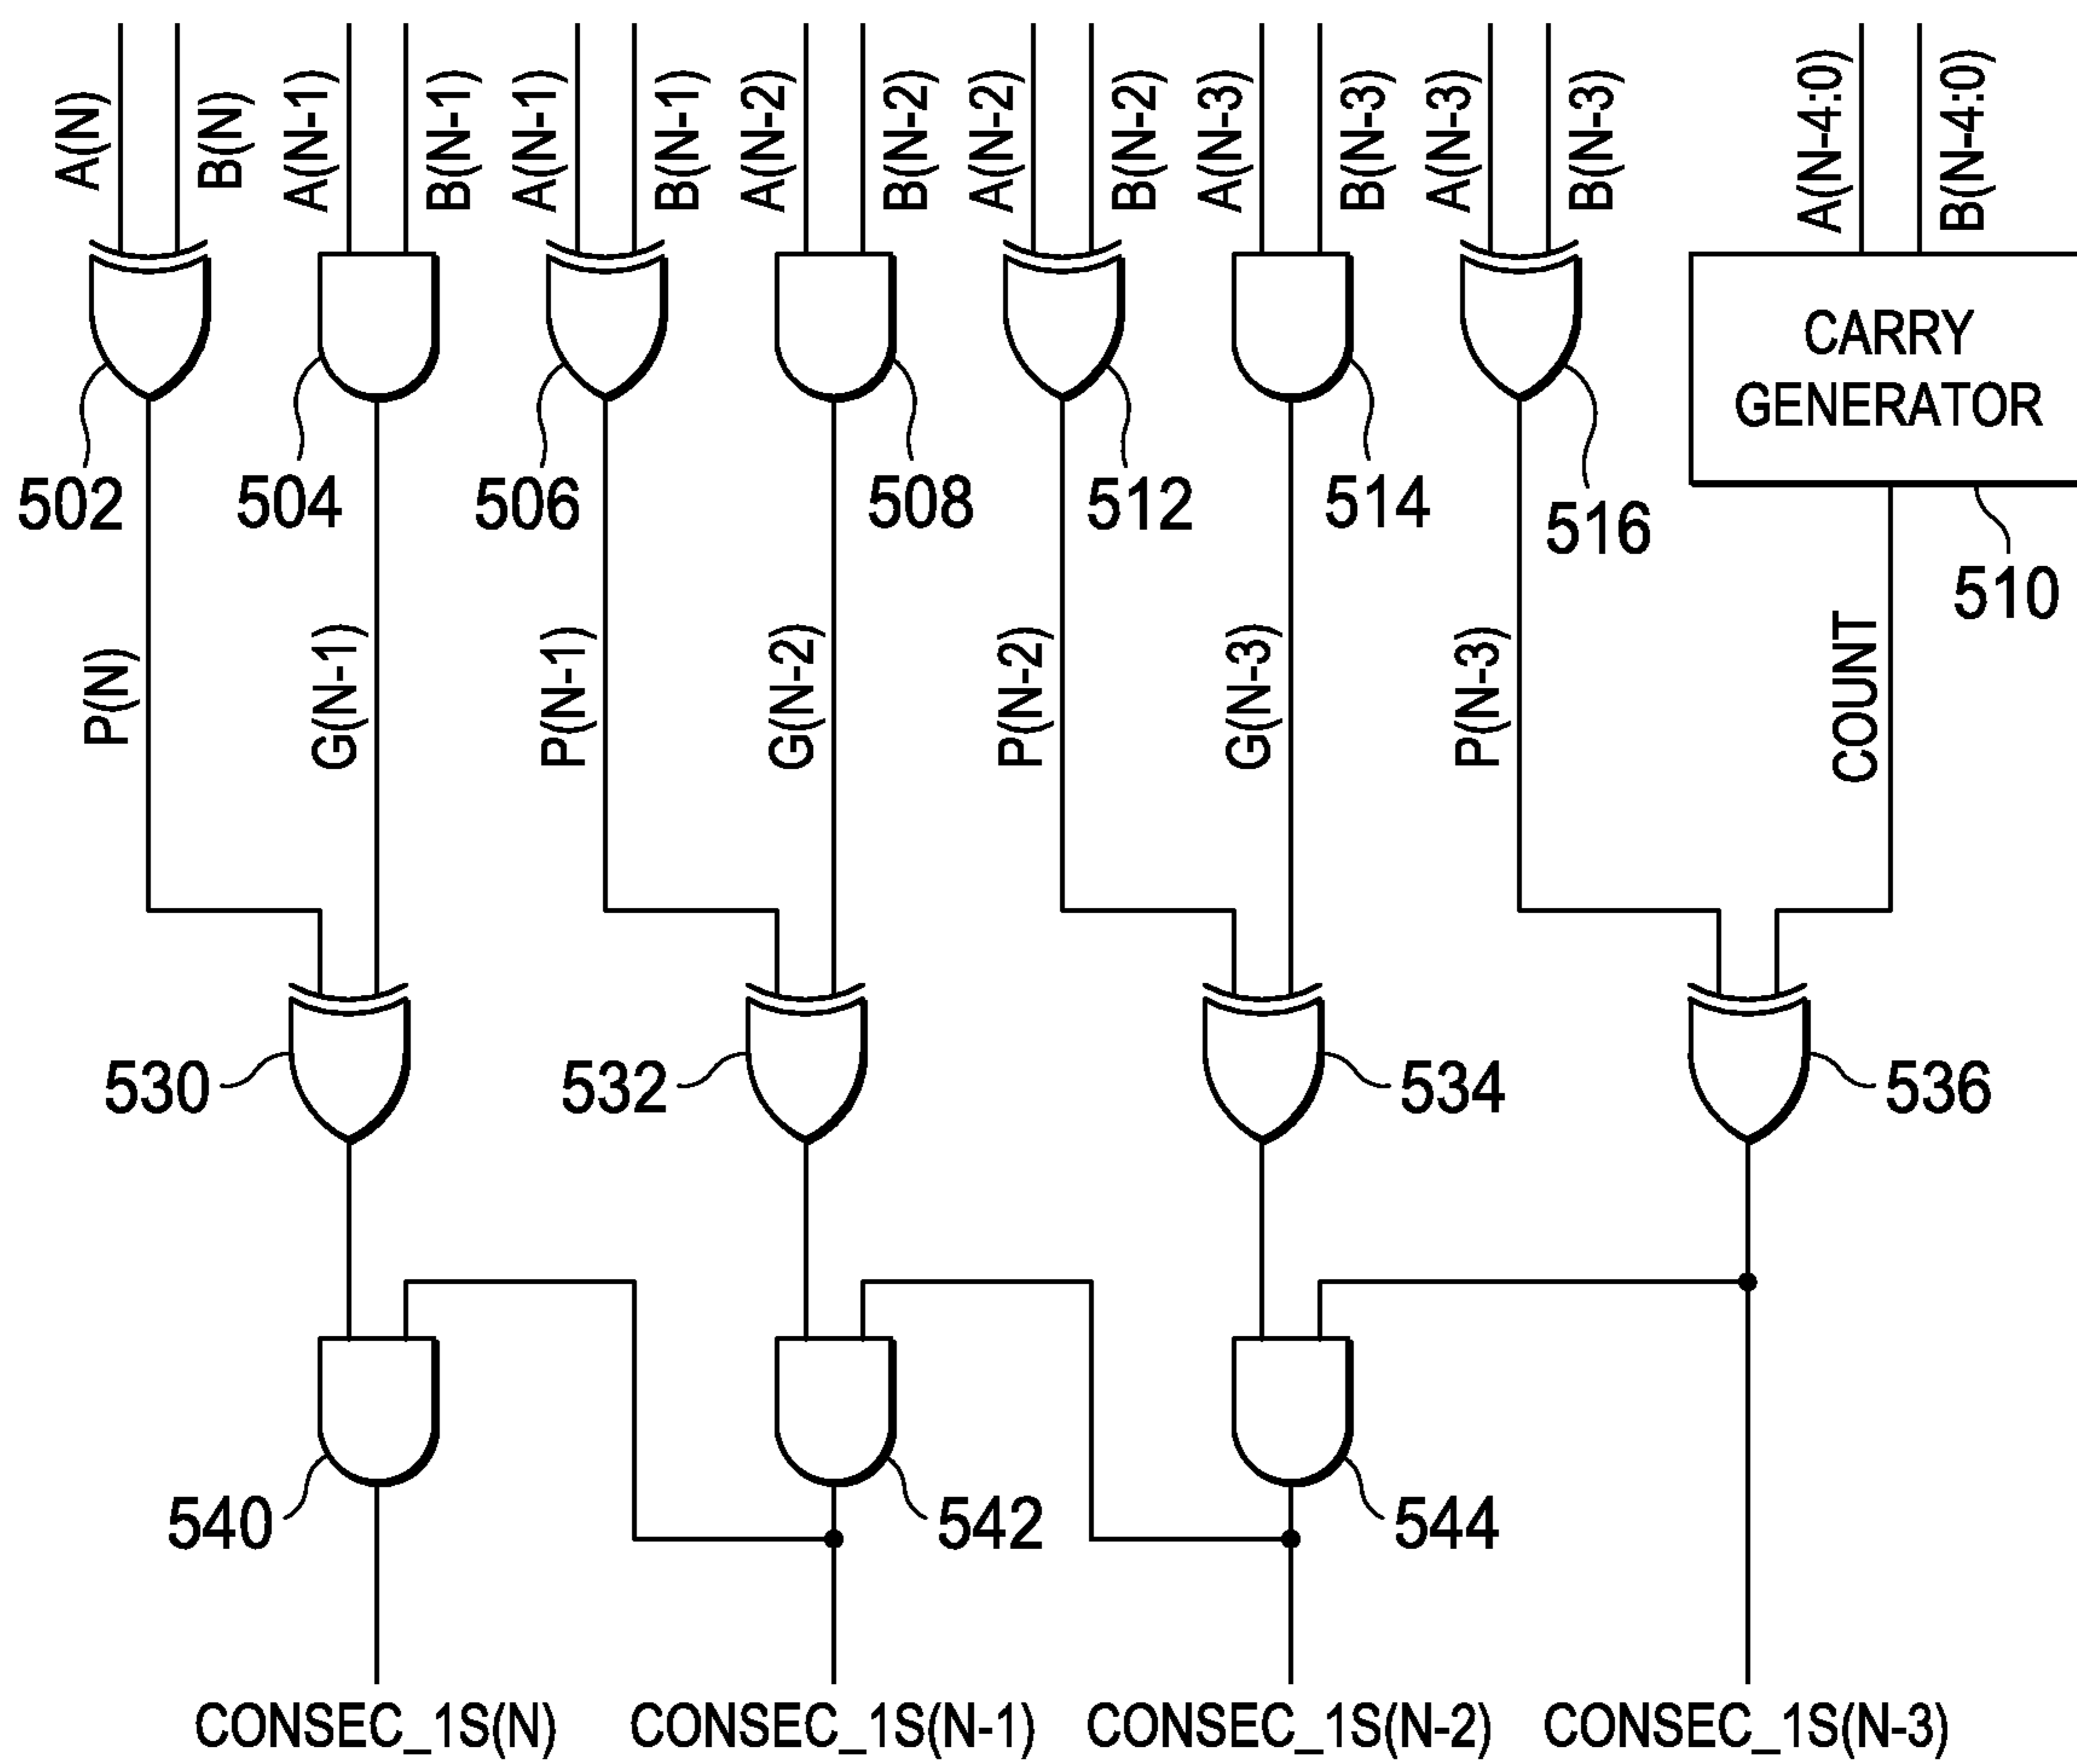 A(N)
B(N)
A(N-1)
B(N-1)
A(N-1)
B(N-1)
A(N-2)
B(N-2)
A(N-2)
B(N-2)
A(N-3)
B(N-3)
A(N-3)
B(N-3)
A(N-4:0)
B(N-4:0)
CARRY
GENERATOR
502
504
506
508
512
514
516
510
P(N)
G(N-1)
P(N-1)
G(N-2)
P(N-2)
G(N-3)
P(N-3)
COUNT
530
532
534
536
540
542
544
CONSEC_1S(N)
CONSEC_1S(N-1)
CONSEC_1S(N-2)
CONSEC_1S(N-3)